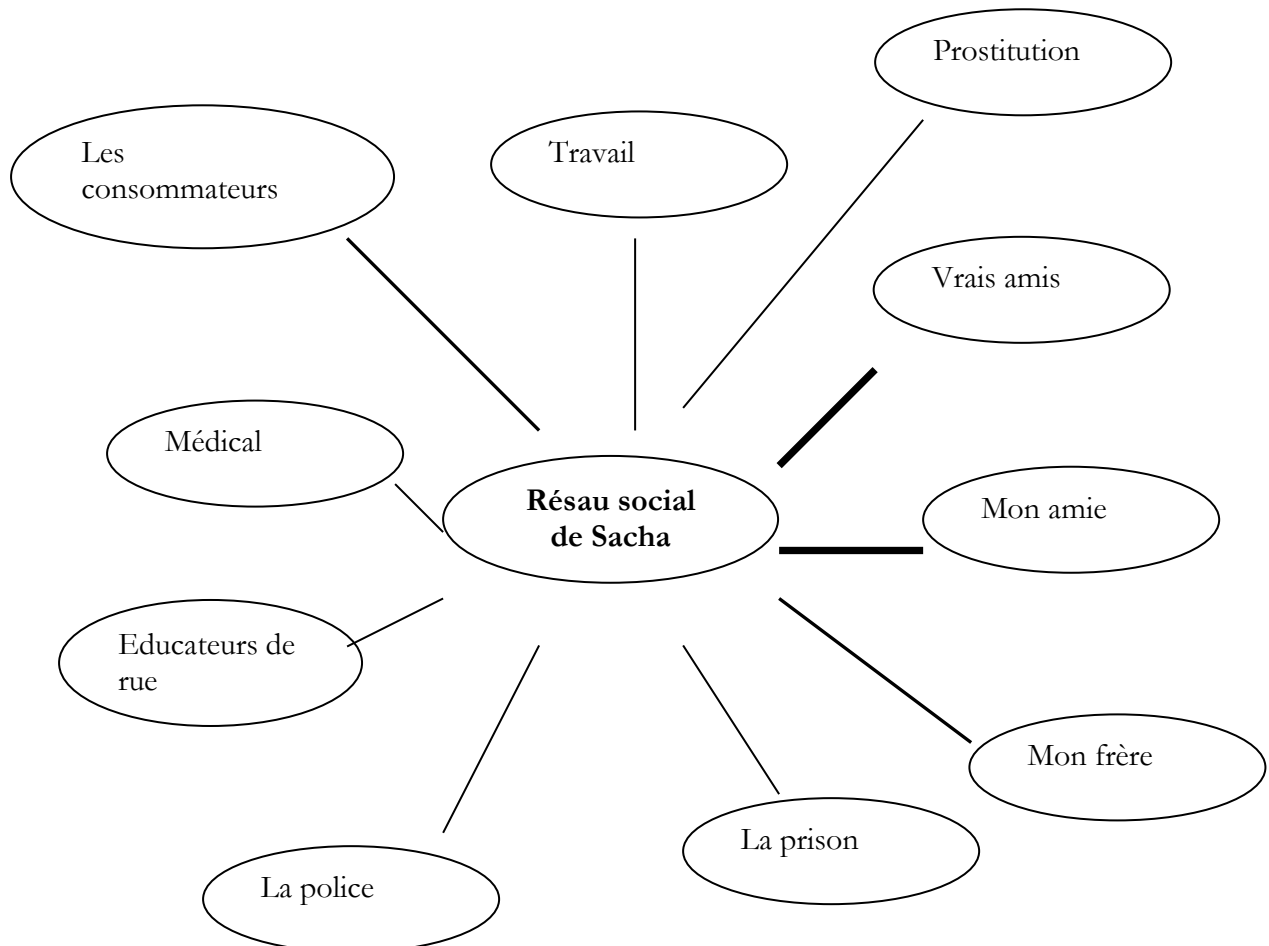 Prostitution
Les
consommateurs
Travail
Vrais amis
Médical
Résau social
de Sacha
Mon amie
Educateurs de
rue
Mon frère
La prison
La police